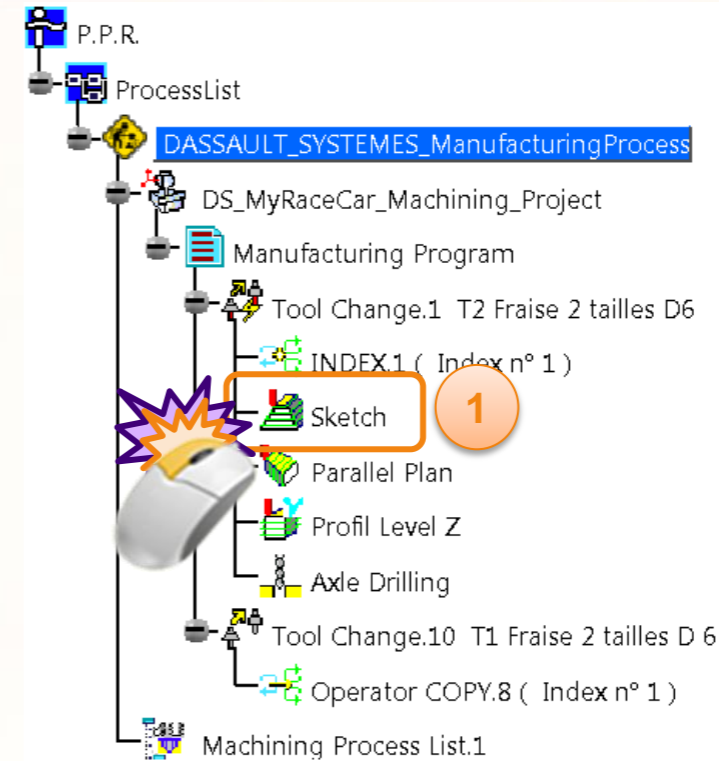 P.P.R.
ProcessList
DASSAULT_SYSTEMES_ManufacturingProcess
DS_MyRaceCar_Machining_Project
Manufacturing Program
Tool Change.1 T2 Fraise 2 tailles D6
INDEX.1 ( Index n° 1 )
Sketch
1
Parallel Plan
Profil Level Z
Axle Drilling
Tool Change.10 T1 Fraise 2 tailles D 6
Operator COPY.8 ( Index n° 1 )
Machining Process List.1